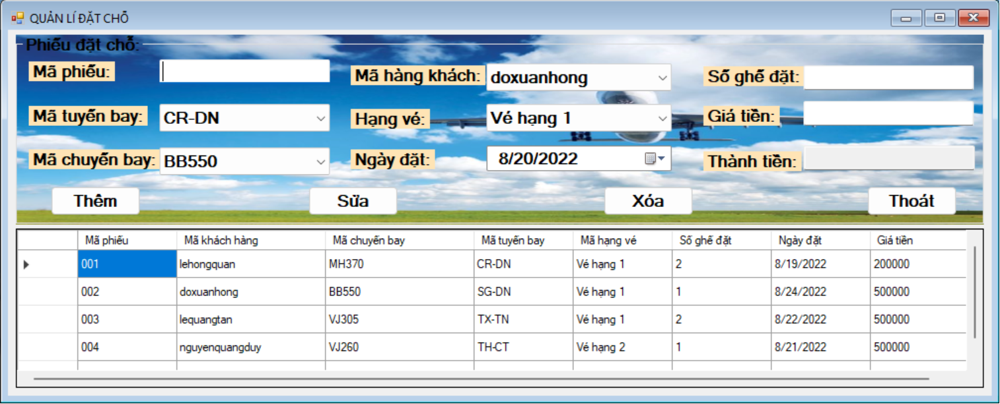 QUẢN LÍ ĐẶT CHỖ
Phiếu đặt chỗ:
Mã phiếu: Mã hàng khách: doxuanhong Số ghế đặt:
Mã tuyến bay: CR-DN Hạng vé: Vé hạng 1 Giá tiền:
Mã chuyến bay: BB550 Ngày đặt: 8/20/2022 Thành tiền:
Thêm Sửa Xóa Thoát
Mã phiếu Mã khách hàng Mã chuyến bay Mã tuyến bay Mã hạng vé Số ghế đặt Ngày đặt Giá tiền
001 lehongquan MH370 CR-DN Vé hạng 1 2 8/19/2022 200000
002 doxuanhong BB550 SG-DN Vé hạng 1 1 8/24/2022 500000
003 lequangtan VJ305 TX-TN Vé hạng 1 2 8/22/2022 500000
004 nguyenquangduy VJ260 TH-CT Vé hạng 2 1 8/21/2022 500000